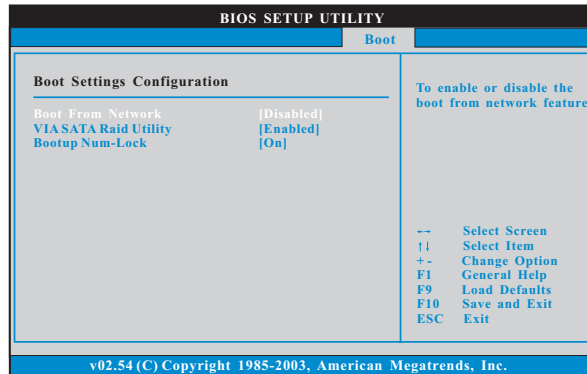 BIOS SETUP UTILITY
Boot
Boot Settings Configuration
Boot From Network [Disabled]
VIA SATA Raid Utility [Enabled]
Bootup Num-Lock [On]
To enable or disable the
boot from network feature
←→ Select Screen
↑↓ Select Item
+ - Change Option
F1 General Help
F9 Load Defaults
F10 Save and Exit
ESC Exit
v02.54 (C) Copyright 1985-2003, American Megatrends, Inc.